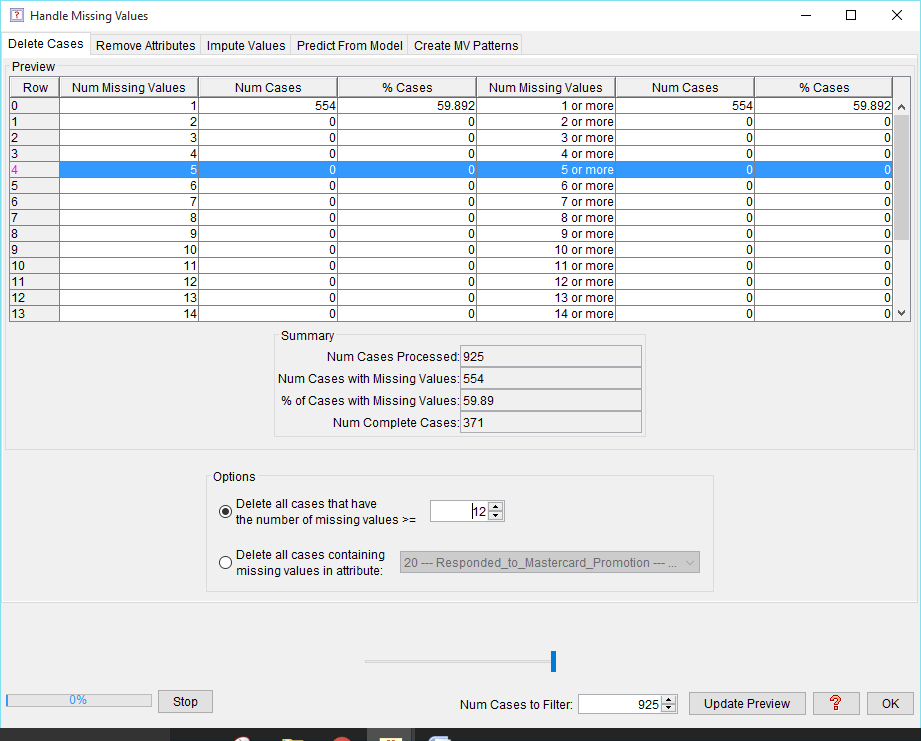 Handle Missing Values
Delete Cases Remove Attributes Impute Values Predict From Model Create MV Patterns
Preview
Row Num Missing Values Num Cases % Cases Num Missing Values Num Cases % Cases
0 1 554 59.892 1 or more 554 59.892
1 2 0 0 2 or more 0 0
2 3 0 0 3 or more 0 0
3 4 0 0 4 or more 0 0
4 5 0 0 5 or more 0 0
5 6 0 0 6 or more 0 0
6 7 0 0 7 or more 0 0
7 8 0 0 8 or more 0 0
8 9 0 0 9 or more 0 0
9 10 0 0 10 or more 0 0
10 11 0 0 11 or more 0 0
11 12 0 0 12 or more 0 0
12 13 0 0 13 or more 0 0
13 14 0 0 14 or more 0 0
Summary
Num Cases Processed: 925
Num Cases with Missing Values: 554
% of Cases with Missing Values: 59.89
Num Complete Cases: 371
Options
Delete all cases that have
the number of missing values >= 12
Delete all cases containing
missing values in attribute: 20 --- Responded_to_Mastercard_Promotion --- ...
0% Stop Num Cases to Filter: 925 Update Preview ? OK